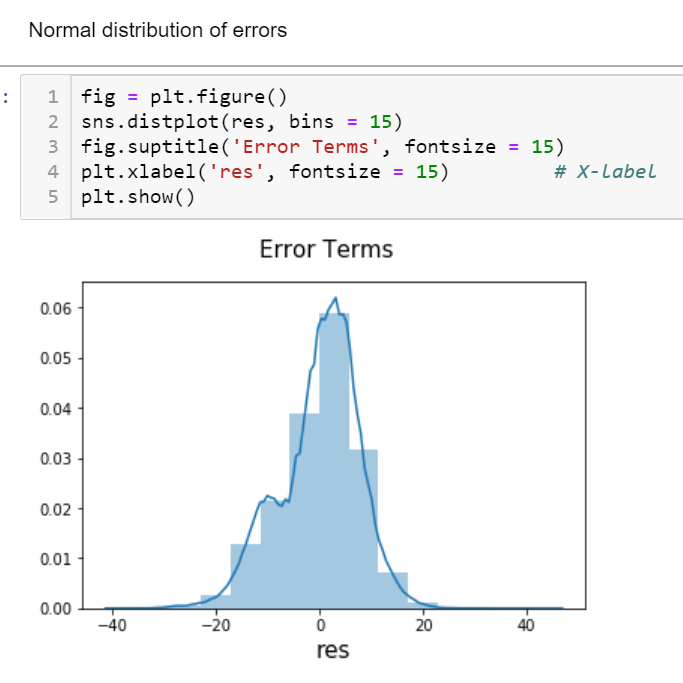 Normal distribution of errors
:
1 fig = plt.figure()
2 sns.distplot(res, bins = 15)
3 fig.suptitle('Error Terms', fontsize = 15)
4 plt.xlabel('res', fontsize = 15) # X-label
5 plt.show()
Error Terms
0.06
0.05
0.04
0.03
0.02
0.01
0.00
−40 −20 0 20 40
res